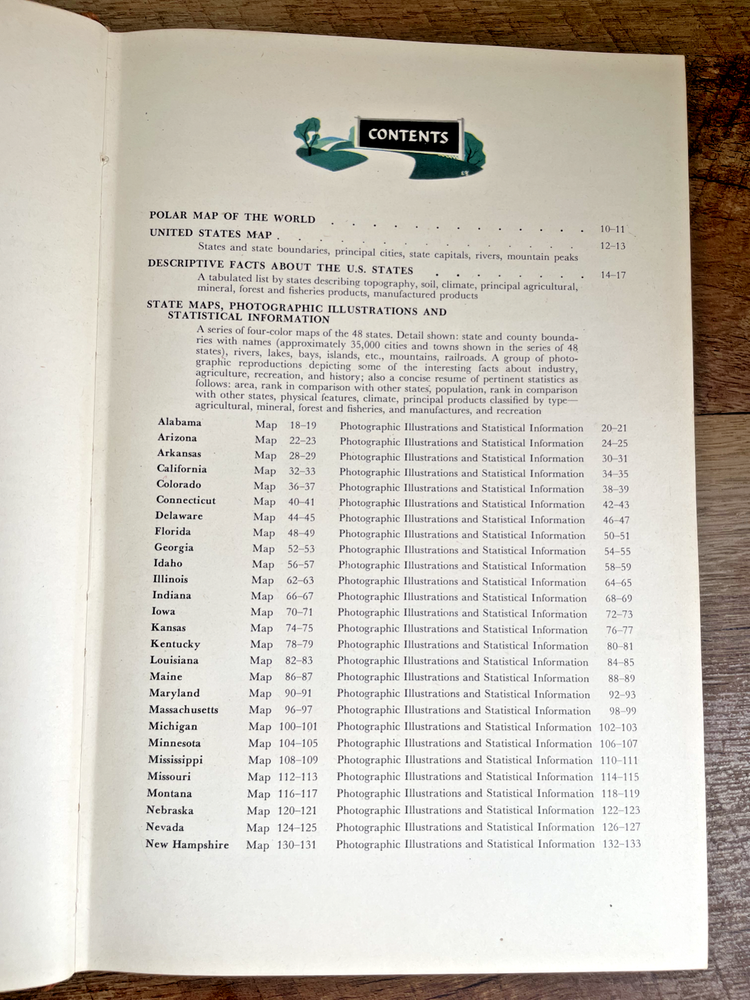 CONTENTS
POLAR MAP OF THE WORLD . . . . . . . . . . 10–11
UNITED STATES MAP . . . . . . . . . . . . 12–13
States and state boundaries, principal cities, state capitals, rivers, mountain peaks
DESCRIPTIVE FACTS ABOUT THE U.S. STATES . . . . . . . 14–17
A tabulated list by states describing topography, soil, climate, principal agricultural,
mineral, forest and fisheries products, manufactured products
STATE MAPS, PHOTOGRAPHIC ILLUSTRATIONS AND
STATISTICAL INFORMATION
A series of four-color maps of the 48 states. Detail shown: state and county bounda-
ries with names (approximately 35,000 cities and towns shown in the series of 48
states), rivers, lakes, bays, islands, etc., mountains, railroads. A group of photo-
graphic reproductions depicting some of the interesting facts about industry,
agriculture, recreation, and history; also a concise resume of pertinent statistics as
follows: area, rank in comparison with other states, population, rank in comparison
with other states, physical features, climate, principal products classified by type—
agricultural, mineral, forest and fisheries, and manufactures, and recreation
Alabama Map 18–19 Photographic Illustrations and Statistical Information 20–21
Arizona Map 22–23 Photographic Illustrations and Statistical Information 24–25
Arkansas Map 28–29 Photographic Illustrations and Statistical Information 30–31
California Map 32–33 Photographic Illustrations and Statistical Information 34–35
Colorado Map 36–37 Photographic Illustrations and Statistical Information 38–39
Connecticut Map 40–41 Photographic Illustrations and Statistical Information 42–43
Delaware Map 44–45 Photographic Illustrations and Statistical Information 46–47
Florida Map 48–49 Photographic Illustrations and Statistical Information 50–51
Georgia Map 52–53 Photographic Illustrations and Statistical Information 54–55
Idaho Map 56–57 Photographic Illustrations and Statistical Information 58–59
Illinois Map 62–63 Photographic Illustrations and Statistical Information 64–65
Indiana Map 66–67 Photographic Illustrations and Statistical Information 68–69
Iowa Map 70–71 Photographic Illustrations and Statistical Information 72–73
Kansas Map 74–75 Photographic Illustrations and Statistical Information 76–77
Kentucky Map 78–79 Photographic Illustrations and Statistical Information 80–81
Louisiana Map 82–83 Photographic Illustrations and Statistical Information 84–85
Maine Map 86–87 Photographic Illustrations and Statistical Information 88–89
Maryland Map 90–91 Photographic Illustrations and Statistical Information 92–93
Massachusetts Map 96–97 Photographic Illustrations and Statistical Information 98–99
Michigan Map 100–101 Photographic Illustrations and Statistical Information 102–103
Minnesota Map 104–105 Photographic Illustrations and Statistical Information 106–107
Mississippi Map 108–109 Photographic Illustrations and Statistical Information 110–111
Missouri Map 112–113 Photographic Illustrations and Statistical Information 114–115
Montana Map 116–117 Photographic Illustrations and Statistical Information 118–119
Nebraska Map 120–121 Photographic Illustrations and Statistical Information 122–123
Nevada Map 124–125 Photographic Illustrations and Statistical Information 126–127
New Hampshire Map 130–131 Photographic Illustrations and Statistical Information 132–133